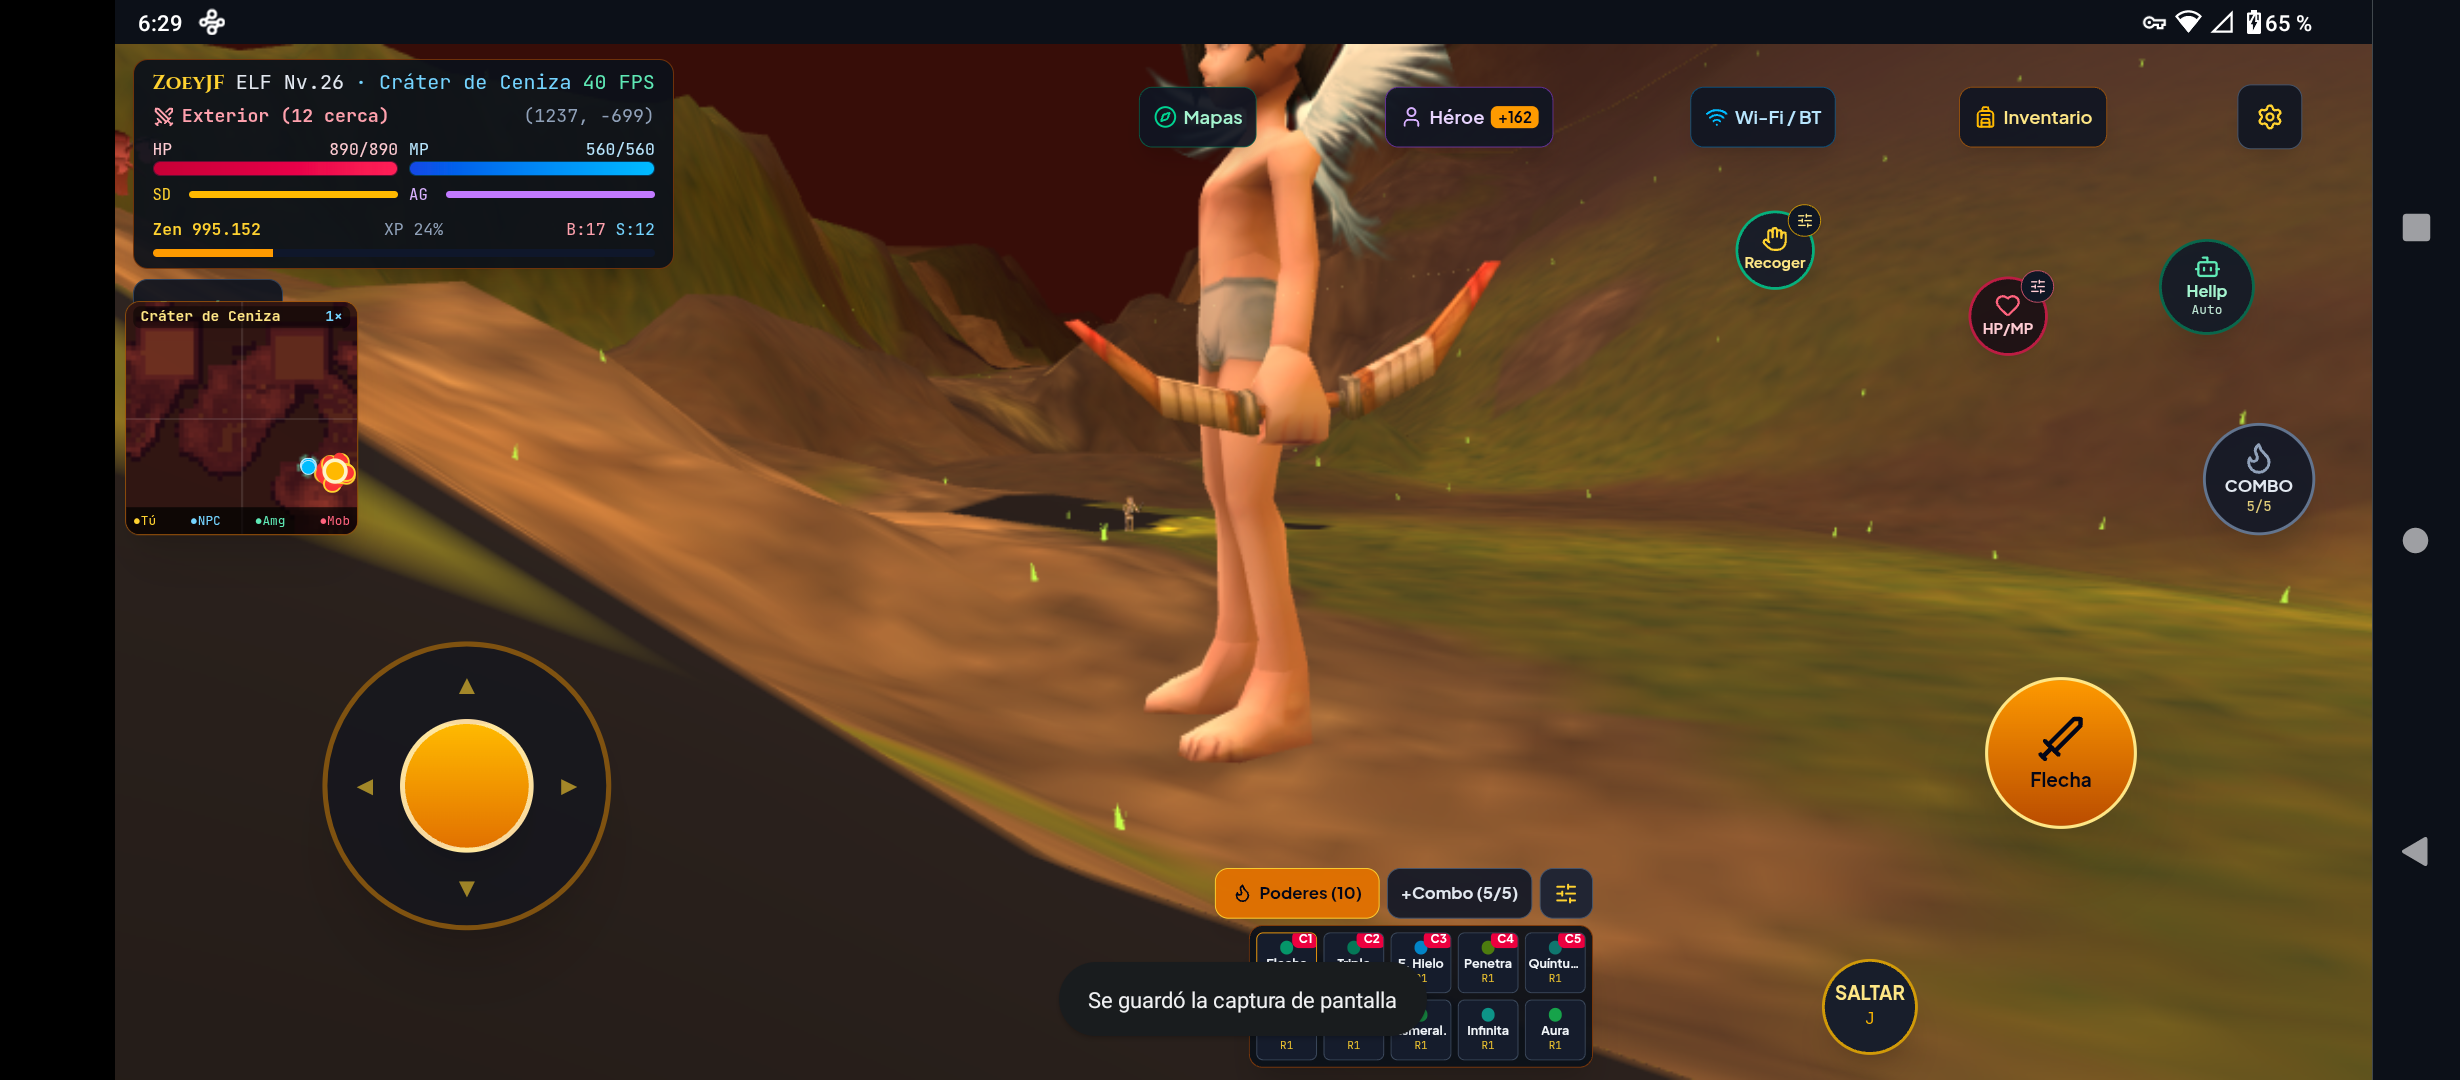 6:29
65 %
ZoeyJF ELF Nv.26 · Cráter de Ceniza 40 FPS
Exterior (12 cerca) (1237, -699)
HP 890/890 MP 560/560
SD AG
Zen 995.152 XP 24% B:17 S:12
Mapas
Héroe +162
Wi-Fi / BT
Inventario
Recoger
HP/MP
Hellp
Auto
Cráter de Ceniza 1×
Tú NPC Amg Mob
COMBO
5/5
Flecha
Poderes (10)
+Combo (5/5)
C1 C2 C3 C4 C5
Hielo Penetra Quíntu...
R1 R1
Se guardó la captura de pantalla
Infinita Aura
R1 R1 R1 R1 R1
SALTAR
J